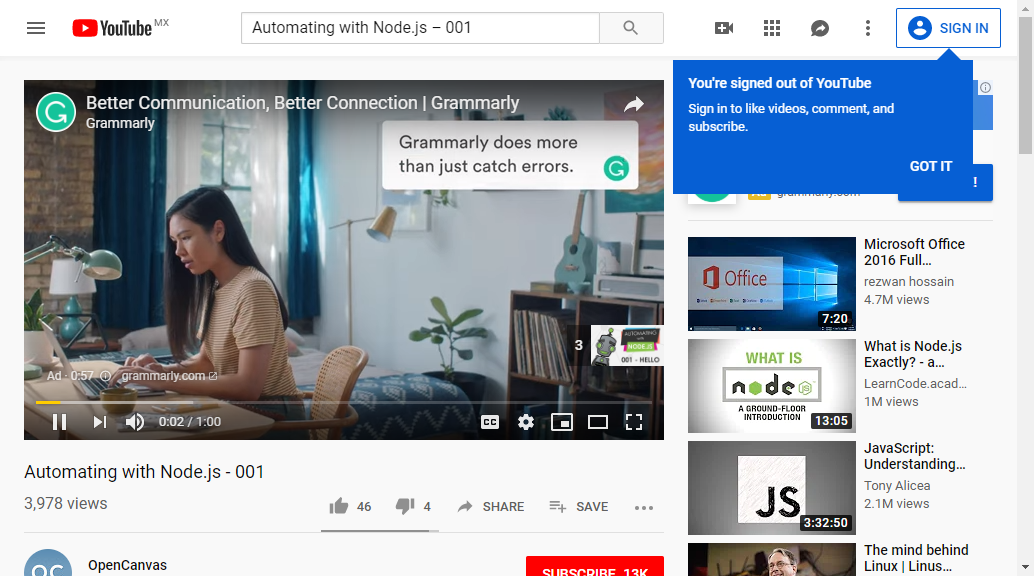 YouTube MX
Automating with Node.js – 001
SIGN IN
You're signed out of YouTube
Sign in to like videos, comment, and
subscribe.
GOT IT
!
Better Communication, Better Connection | Grammarly
Grammarly
Grammarly does more
than just catch errors.
3
AUTOMATING
WITH
NODE.JS
001 - HELLO
Ad · 0:57
grammarly.com
0:02 / 1:00
CC
Automating with Node.js - 001
3,978 views
46
4
SHARE
SAVE
OpenCanvas
OC
SUBSCRIBE 13K
grammarly.com
Office
7:20
Microsoft Office
2016 Full…
rezwan hossain
4.7M views
WHAT IS
node
JS
A GROUND-FLOOR
INTRODUCTION
13:05
What is Node.js
Exactly? - a…
LearnCode.acad…
1M views
JS
3:32:50
JavaScript:
Understanding…
Tony Alicea
2.1M views
The mind behind
Linux | Linus…